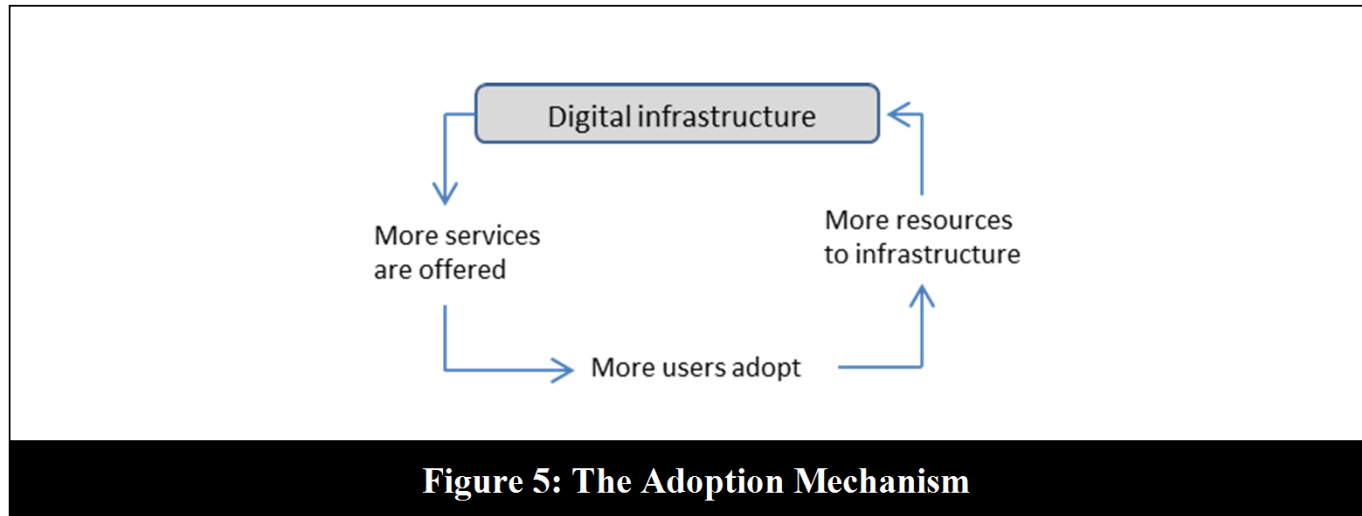 Digital infrastructure
More services
are offered
More users adopt
More resources
to infrastructure
Figure 5: The Adoption Mechanism